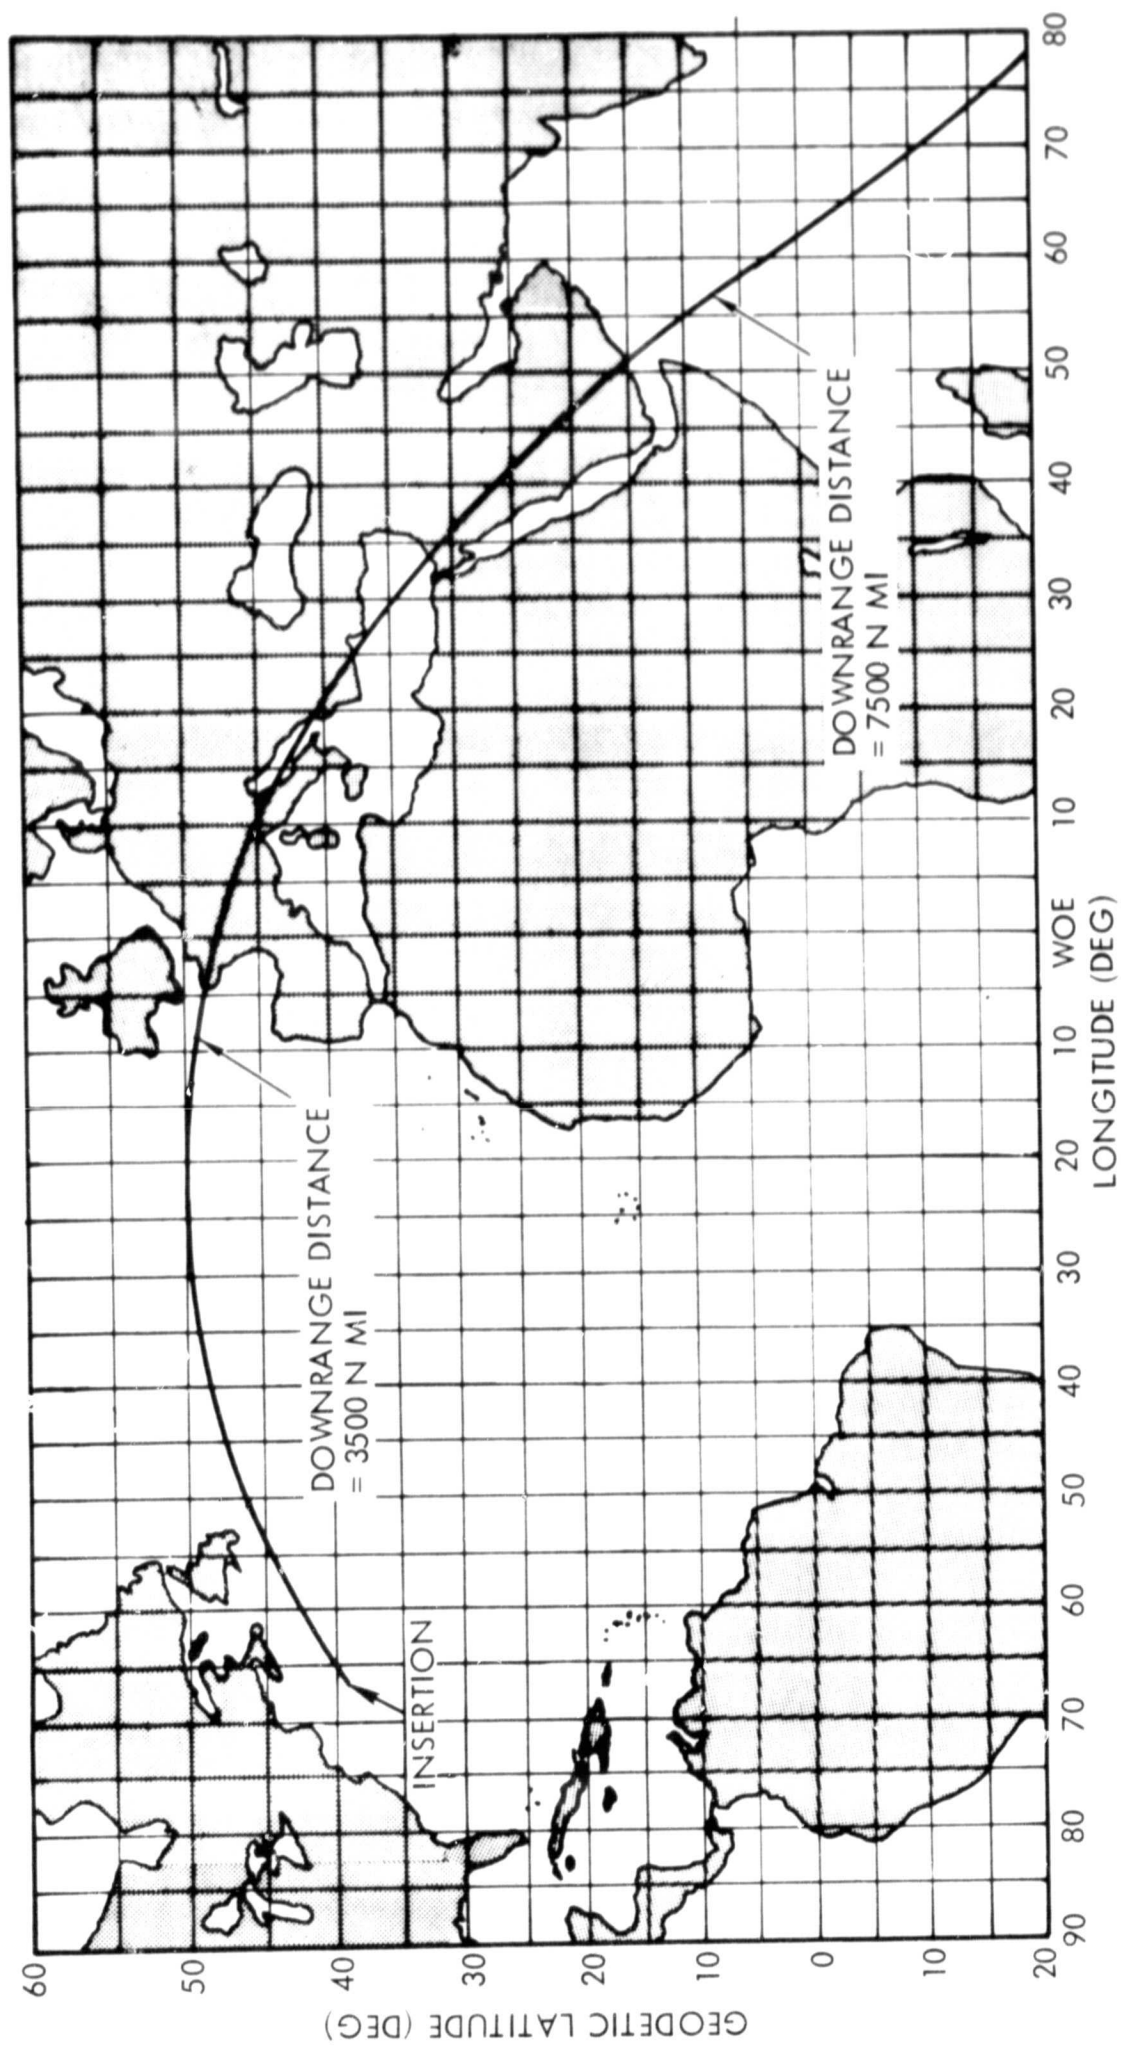 GEODETIC LATITUDE (DEG)
60
50
40
30
20
10
0
10
20
INSERTION
DOWNRANGE DISTANCE
= 3500 N MI
DOWNRANGE DISTANCE
= 7500 N MI
90 80 70 60 50 40 30 20 10 WOE 10 20 30 40 50 60 70 80
LONGITUDE (DEG)